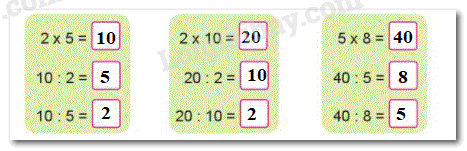 2 x 5 = 10
10 : 2 = 5
10 : 5 = 2
2 x 10 = 20
20 : 2 = 10
20 : 10 = 2
5 x 8 = 40
40 : 5 = 8
40 : 8 = 5